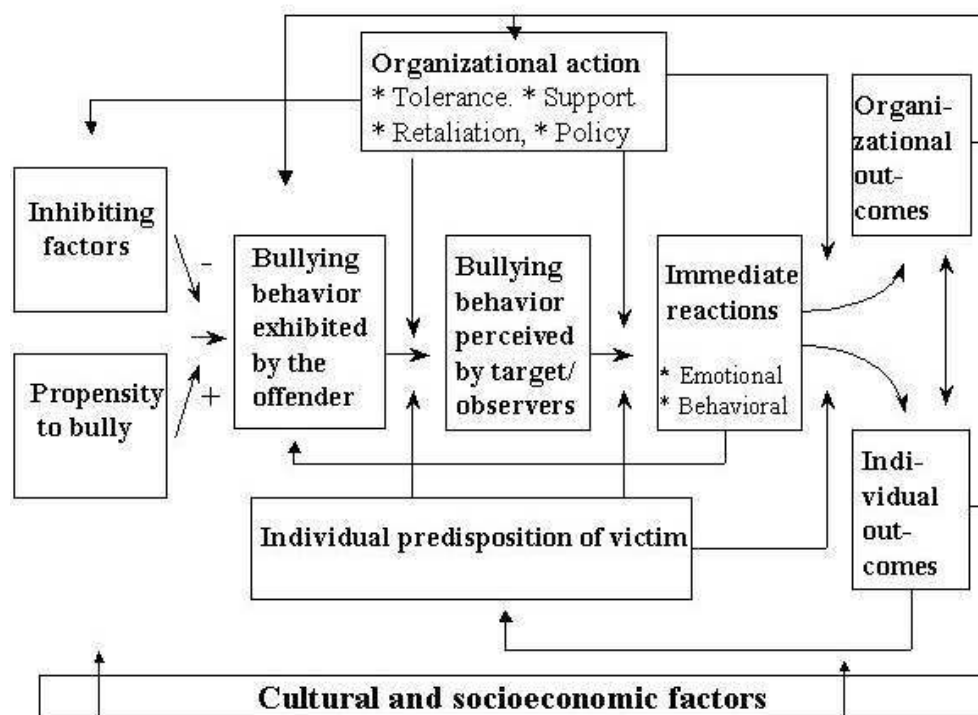 Organizational action
* Tolerance. * Support
* Retaliation, * Policy
Organi-
zational
out-
comes
Inhibiting
factors
-
Propensity
to bully
+
Bullying
behavior
exhibited
by the
offender
Bullying
behavior
perceived
by target/
observers
Immediate
reactions
* Emotional
* Behavioral
Indi-
vidual
out-
comes
Individual predisposition of victim
Cultural and socioeconomic factors